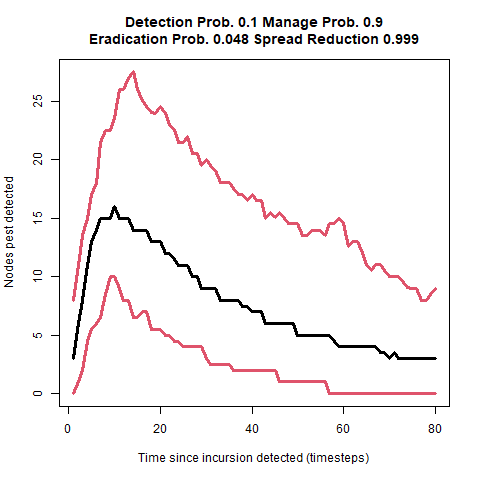 Detection Prob. 0.1 Manage Prob. 0.9
Eradication Prob. 0.048 Spread Reduction 0.999
Nodes pest detected
25
20
15
10
5
0
0 20 40 60 80
Time since incursion detected (timesteps)